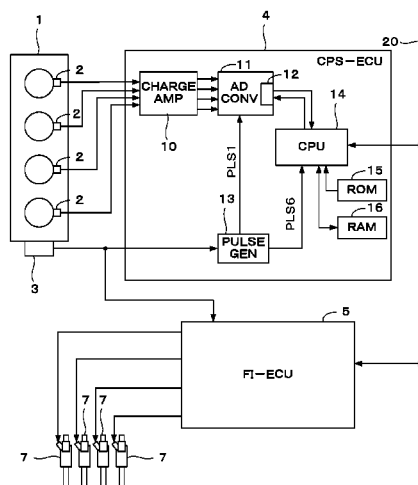 1
4
20
2
11
12
CPS-ECU
CHARGE AMP
AD CONV
14
2
10
CPU
2
PLS1
15
ROM
13
PLS6
16
2
RAM
PULSE GEN
3
5
FI-ECU
7
7
7
7